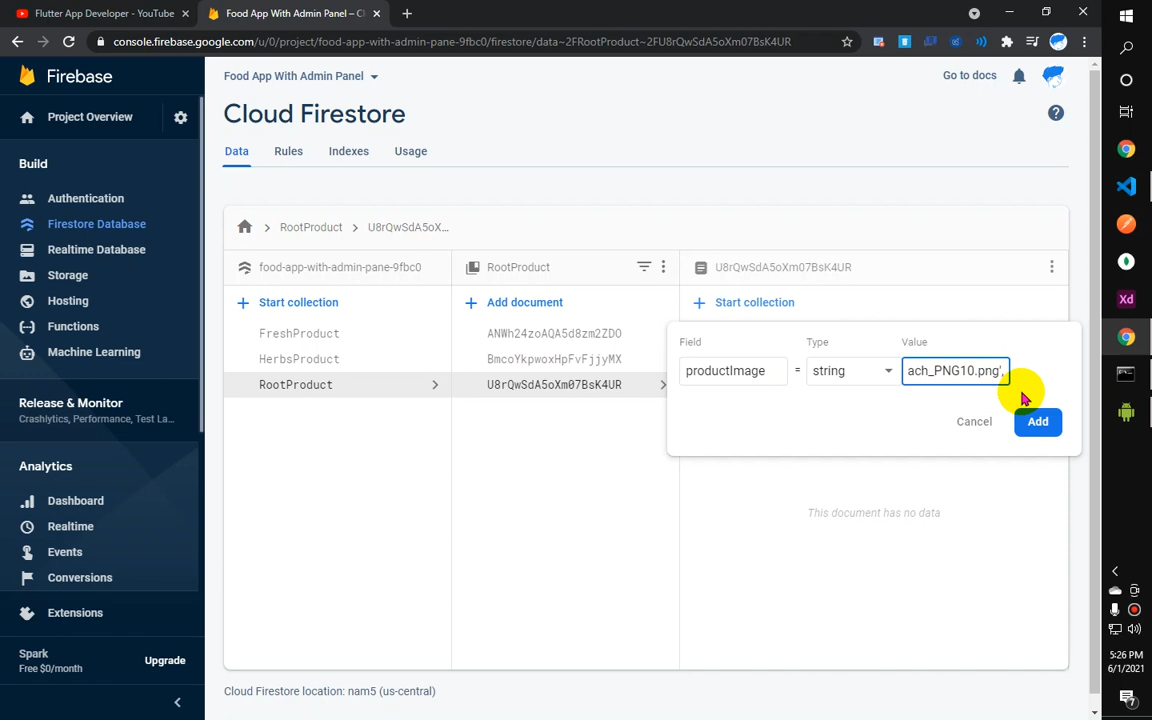 Flutter App Developer - YouTube
Food App With Admin Panel – Cl
console.firebase.google.com/u/0/project/food-app-with-admin-pane-9fbc0/firestore/data~2FRootProduct~2FU8rQwSdA5oXm07BsK4UR
Firebase
Food App With Admin Panel
Go to docs
Project Overview
Cloud Firestore
Data
Rules
Indexes
Usage
Build
Authentication
Firestore Database
Realtime Database
Storage
Hosting
Functions
Machine Learning
RootProduct
U8rQwSdA5oX...
food-app-with-admin-pane-9fbc0
RootProduct
U8rQwSdA5oXm07BsK4UR
Start collection
Add document
Start collection
FreshProduct
HerbsProduct
RootProduct
ANWh24zoAQA5d8zm2ZDO
BmcoYkpwoxHpFvFjjyMX
U8rQwSdA5oXm07BsK4UR
Field
Type
Value
productImage
=
string
ach_PNG10.png',
Cancel
Add
This document has no data
Release & Monitor
Crashlytics, Performance, Test La...
Analytics
Dashboard
Realtime
Events
Conversions
Extensions
Spark
Free $0/month
Upgrade
Cloud Firestore location: nam5 (us-central)
Xd
5:26 PM
6/1/2021
7